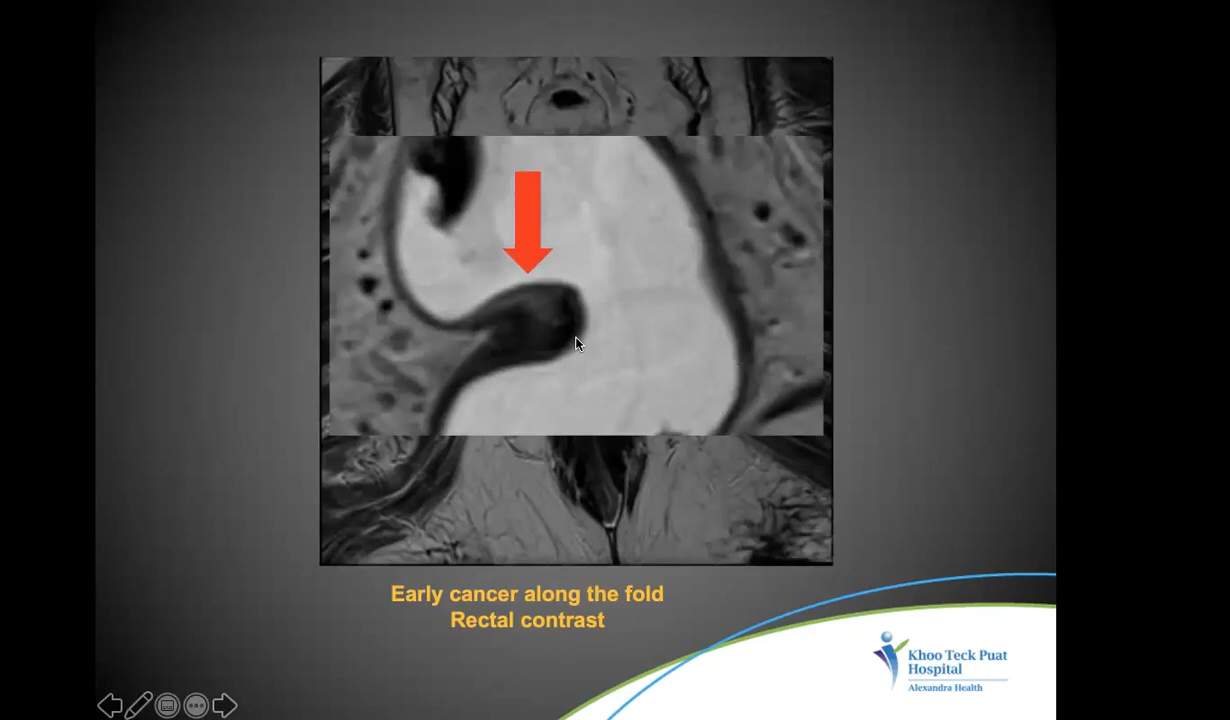 Early cancer along the fold
Rectal contrast
Khoo Teck Puat
Hospital
Alexandra Health